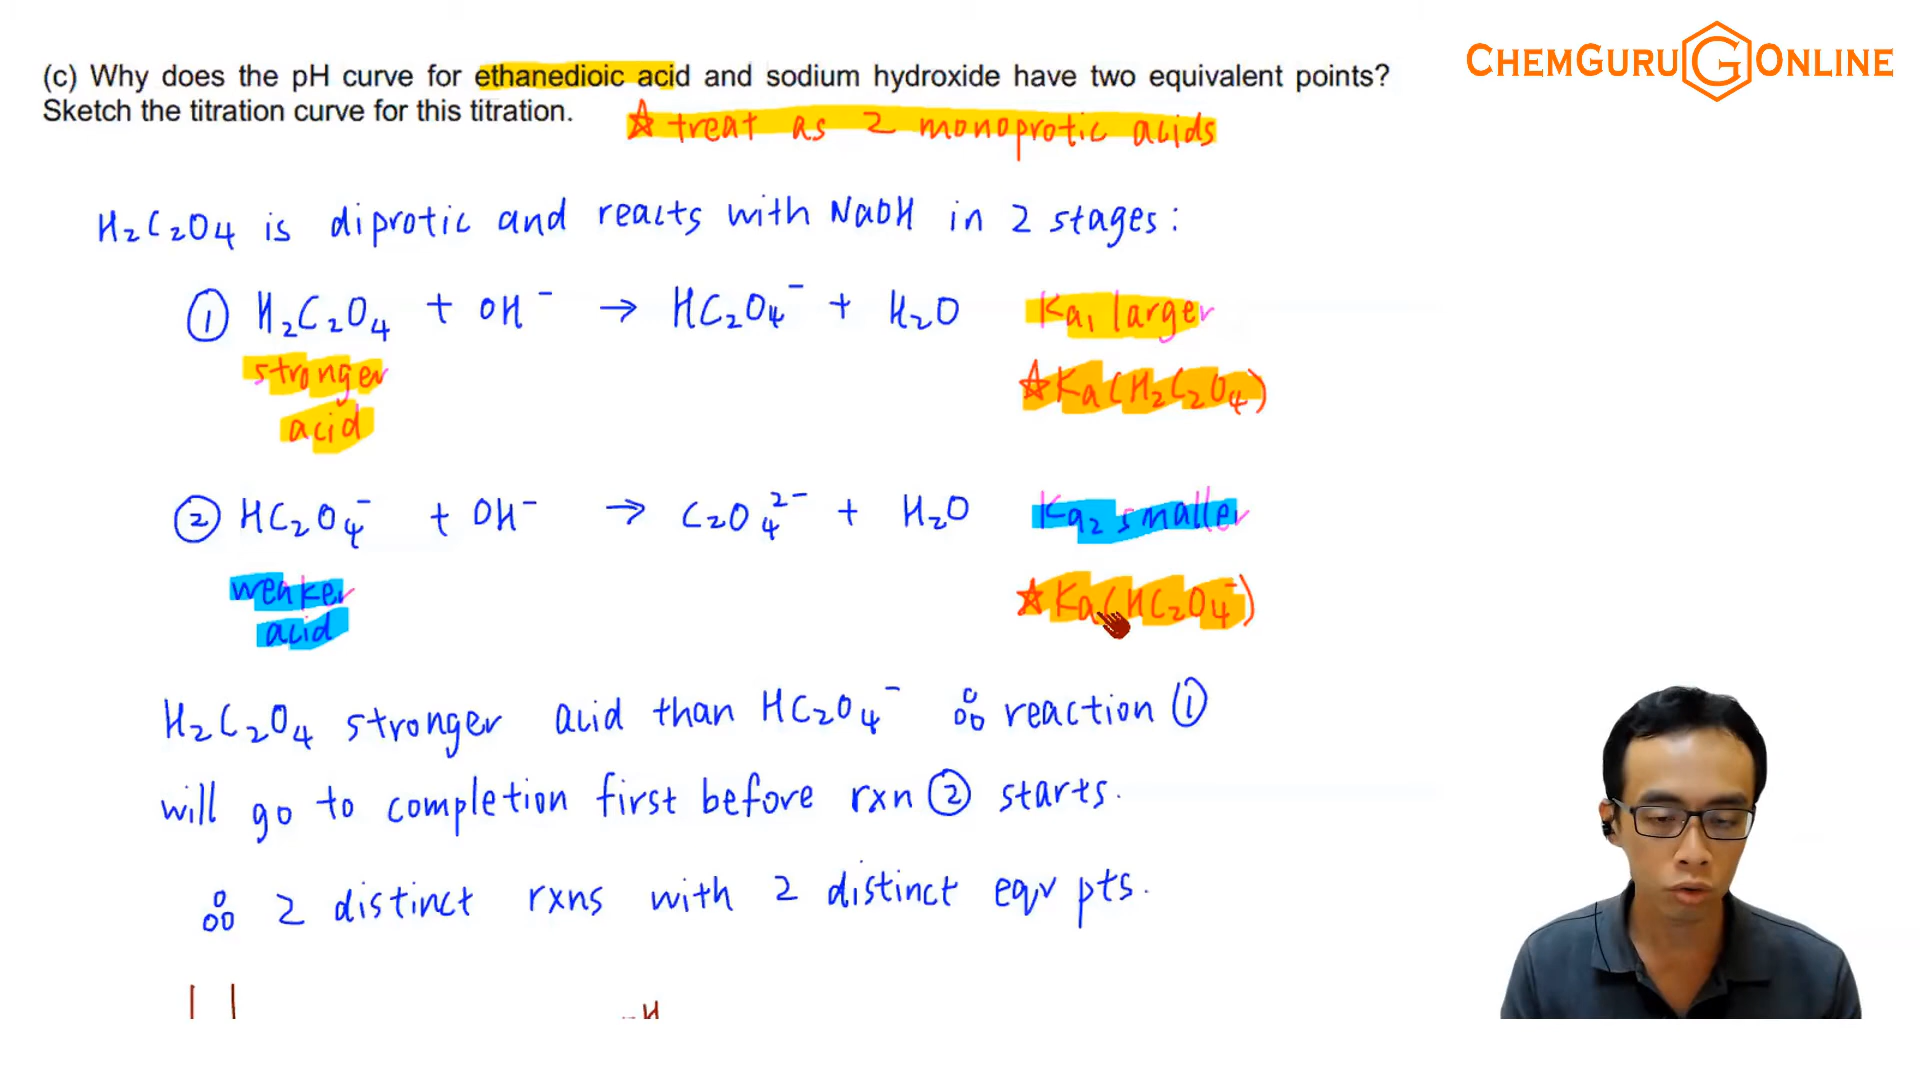 CHEMGURU G ONLINE
(c) Why does the pH curve for ethanedioic acid and sodium hydroxide have two equivalent points?
Sketch the titration curve for this titration.
☆ treat as 2 monoprotic acids
H₂C₂O₄ is diprotic and reacts with NaOH in 2 stages:
① H₂C₂O₄ + OH⁻ → HC₂O₄⁻ + H₂O Ka₁ larger
stronger acid
☆ Ka (H₂C₂O₄)
② HC₂O₄⁻ + OH⁻ → C₂O₄²⁻ + H₂O Ka₂ smaller
weaker acid
☆ Ka (HC₂O₄⁻)
H₂C₂O₄ stronger acid than HC₂O₄⁻ ∴ reaction ①
will go to completion first before rxn ② starts.
∴ 2 distinct rxns with 2 distinct eqv pts.